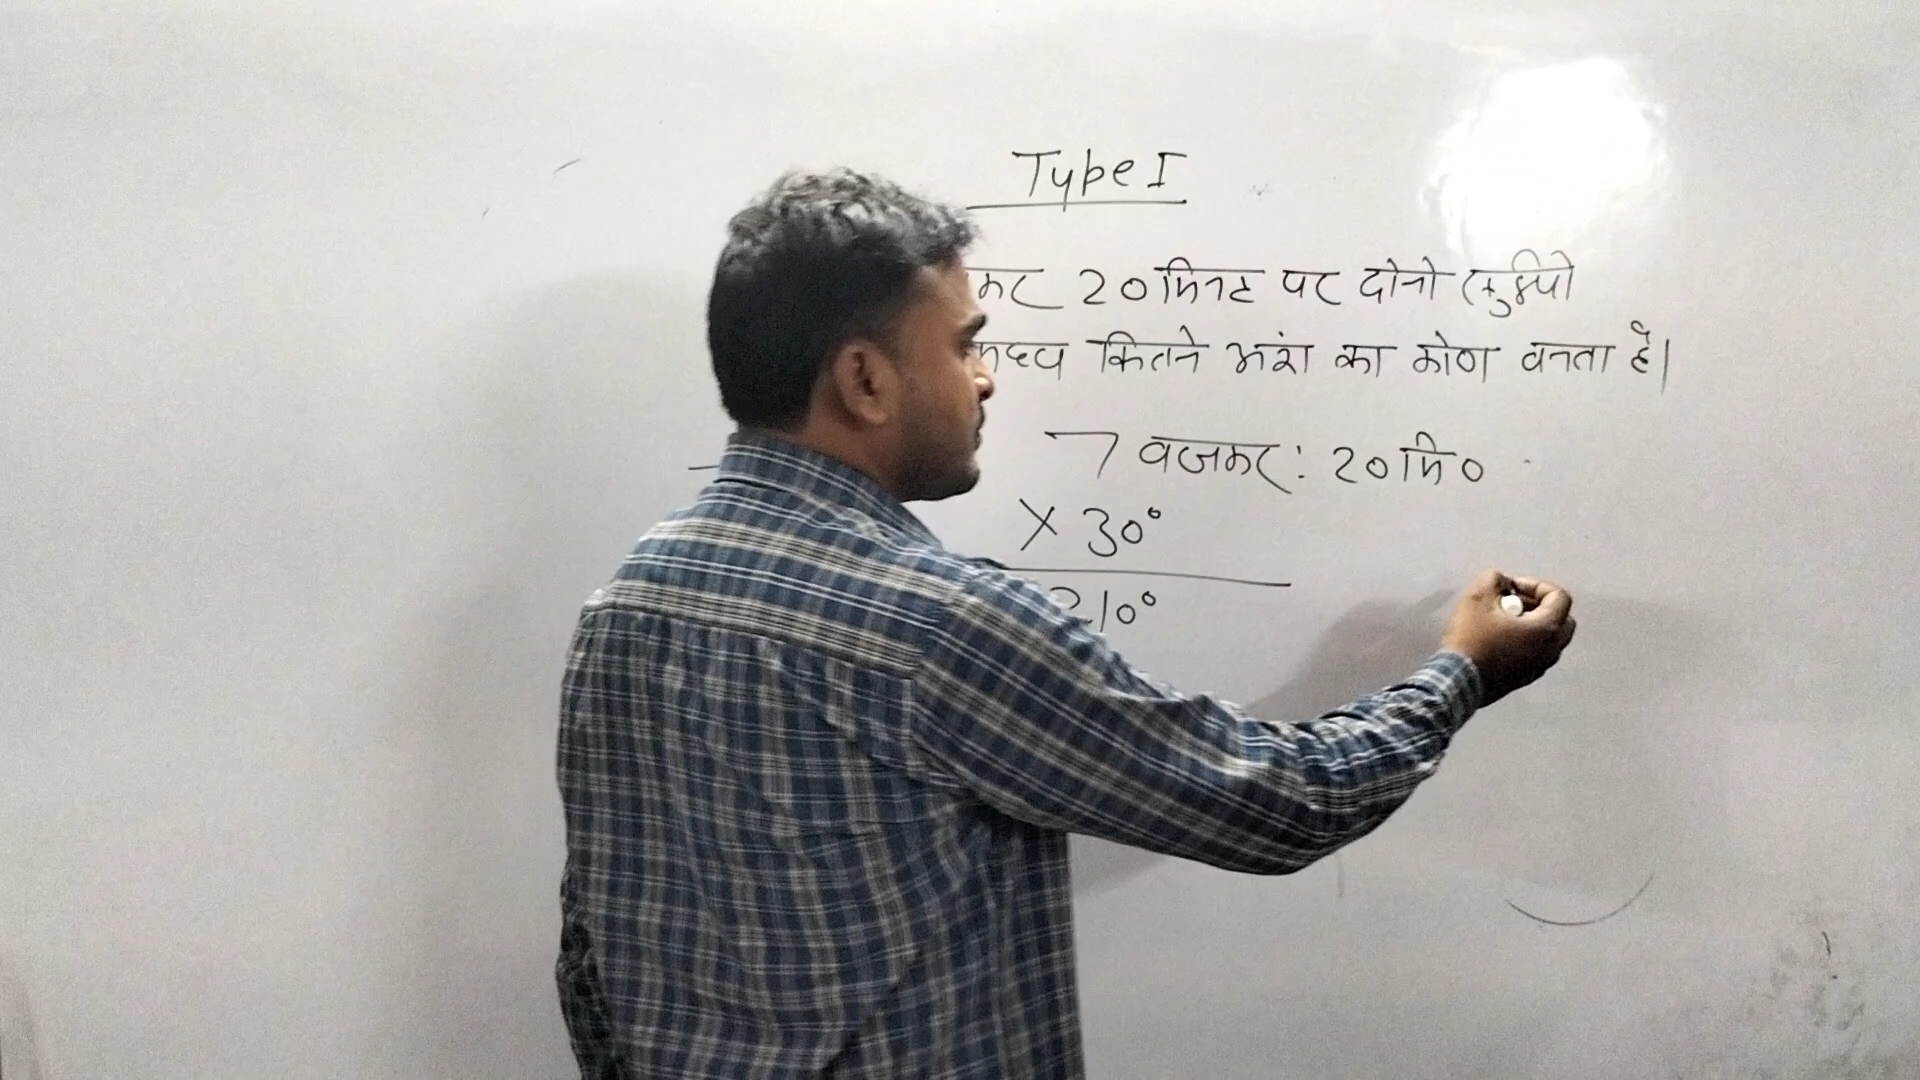 Type I
कर 20 मिनट पर दोनो सुईयो
मध्य कितने अंश का कोण बनता है।
7 बजकर : 20 मि०
X 30°
210°